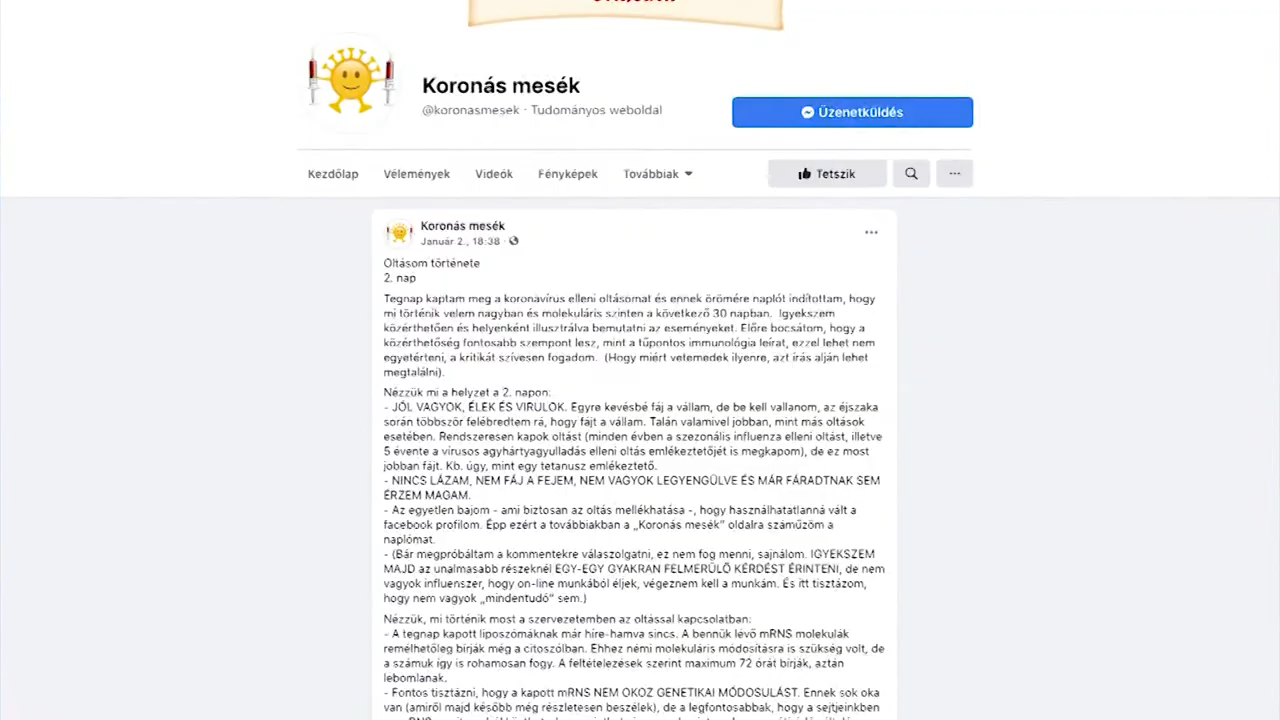 Koronás mesék
@koronasmesek · Tudományos weboldal
Üzenetküldés
Kezdőlap
Vélemények
Videók
Fényképek
Továbbiak
Tetszik
Koronás mesék
Január 2., 18:38 ·
Oltásom története
2. nap
Tegnap kaptam meg a koronavírus elleni oltásomat és ennek örömére naplót indítottam, hogy
mi történik velem nagyban és molekuláris szinten a következő 30 napban. Igyekszem
közérthetően és helyenként illusztrálva bemutatni az eseményeket. Előre bocsátom, hogy a
közérthetőség fontosabb szempont lesz, mint a tűpontos immunológia leírat, ezzel lehet nem
egyetérteni, a kritikát szívesen fogadom. (Hogy miért vetemedek ilyenre, azt írás alján lehet
megtalálni).
Nézzük mi a helyzet a 2. napon:
- JÓL VAGYOK, ÉLEK ÉS VIRULOK. Egyre kevésbé fáj a vállam, de be kell vallanom, az éjszaka
során többször felébredtem rá, hogy fájt a vállam. Talán valamivel jobban, mint más oltások
esetében. Rendszeresen kapok oltást (minden évben a szezonális influenza elleni oltást, illetve
5 évente a vírusos agyhártyagyulladás elleni oltás emlékeztetőjét is megkapom), de ez most
jobban fájt. Kb. úgy, mint egy tetanusz emlékeztető.
- NINCS LÁZAM, NEM FÁJ A FEJEM, NEM VAGYOK LEGYENGÜLVE ÉS MÁR FÁRADTNAK SEM
ÉRZEM MAGAM.
- Az egyetlen bajom - ami biztosan az oltás mellékhatása -, hogy használhatatlanná vált a
facebook profilom. Épp ezért a továbbiakban a „Koronás mesék” oldalra száműzöm a
naplómat.
- (Bár megpróbáltam a kommentekre válaszolgatni, ez nem fog menni, sajnálom. IGYEKSZEM
MAJD az unalmasabb részeknél EGY-EGY GYAKRAN FELMERÜLŐ KÉRDÉST ÉRINTENI, de nem
vagyok influenszer, hogy on-line munkából éljek, végeznem kell a munkám. És itt tisztázom,
hogy nem vagyok „mindentudó” sem.)
Nézzük, mi történik most a szervezetemben az oltással kapcsolatban:
- A tegnap kapott liposzómáknak már híre-hamva sincs. A bennük lévő mRNS molekulák
remélhetőleg bírják még a citoszólban. Ehhez némi molekuláris módosításra is szükség volt, de
a számuk így is rohamosan fogy. A feltételezések szerint maximum 72 órát bírják, aztán
lebomlanak.
- Fontos tisztázni, hogy a kapott mRNS NEM OKOZ GENETIKAI MÓDOSULÁST. Ennek sok oka
van (amiről majd később még részletesen beszélek), de a legfontosabbak, hogy a sejtjeinkben